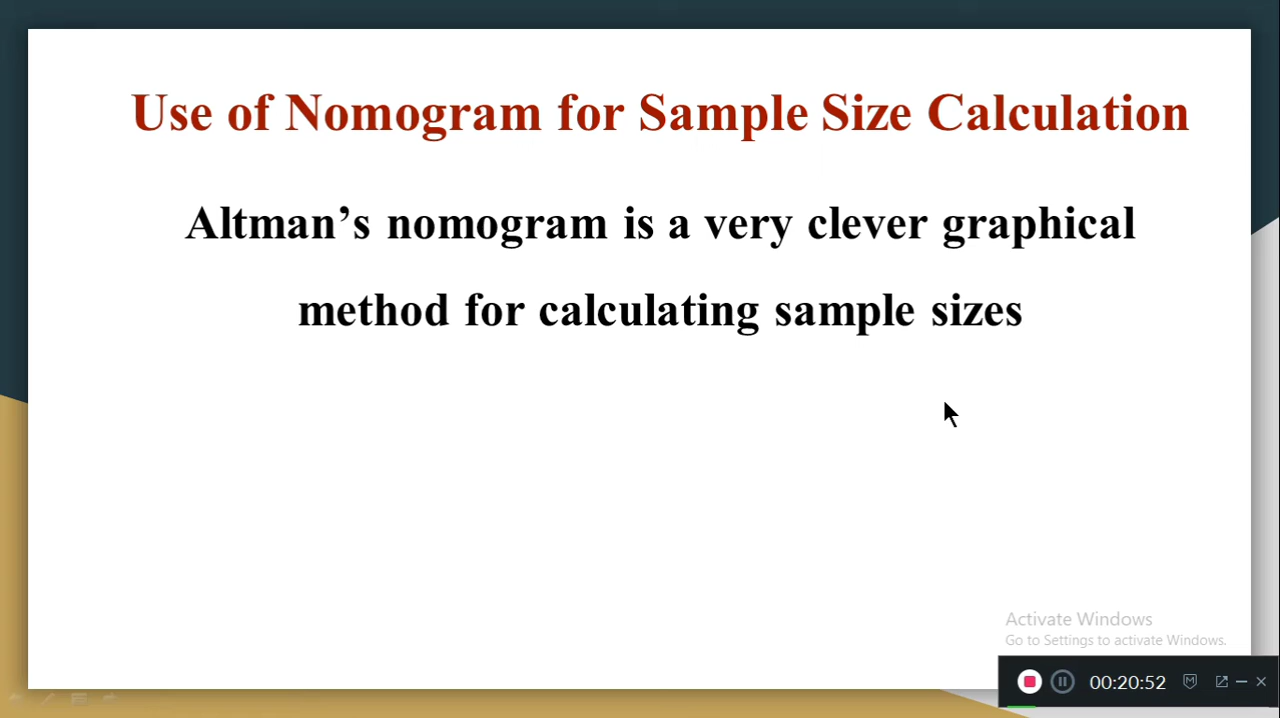 Use of Nomogram for Sample Size Calculation
Altman’s nomogram is a very clever graphical
method for calculating sample sizes
Activate Windows
Go to Settings to activate Windows.
00:20:52